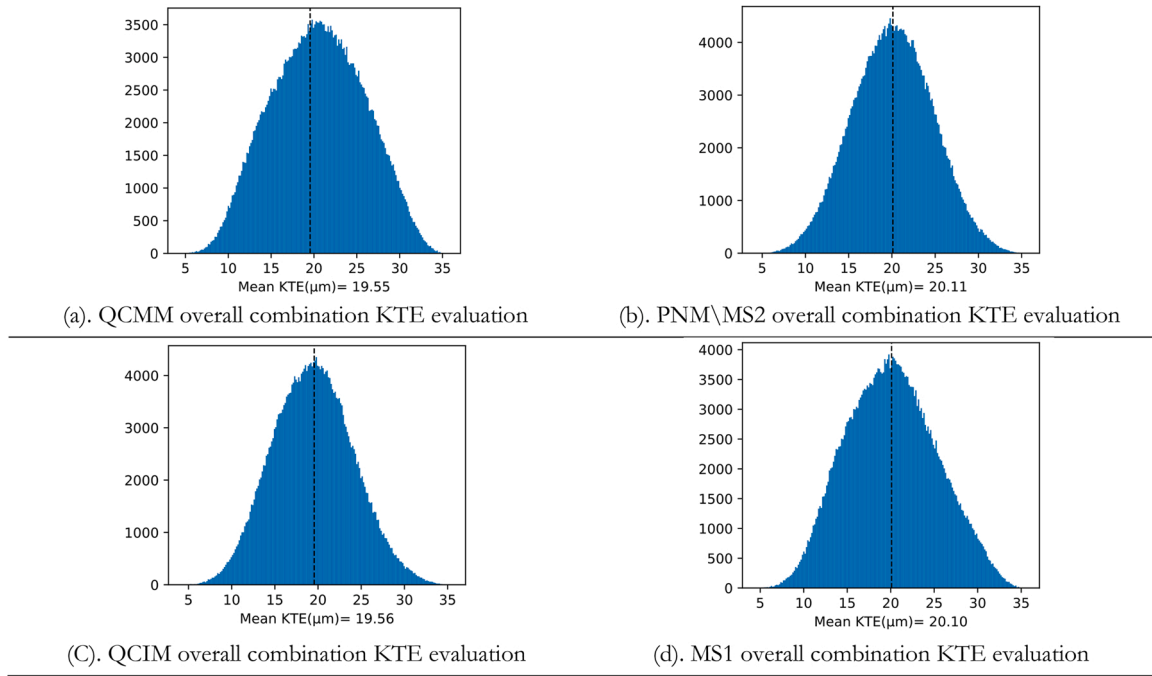 3500
3000
2500
2000
1500
1000
500
0
5 10 15 20 25 30 35
Mean KTE(μm)= 19.55
(a). QCMM overall combination KTE evaluation
4000
3000
2000
1000
0
5 10 15 20 25 30 35
Mean KTE(μm)= 20.11
(b). PNM\MS2 overall combination KTE evaluation
4000
3000
2000
1000
0
5 10 15 20 25 30 35
Mean KTE(μm)= 19.56
(C). QCIM overall combination KTE evaluation
4000
3500
3000
2500
2000
1500
1000
500
0
5 10 15 20 25 30 35
Mean KTE(μm)= 20.10
(d). MS1 overall combination KTE evaluation